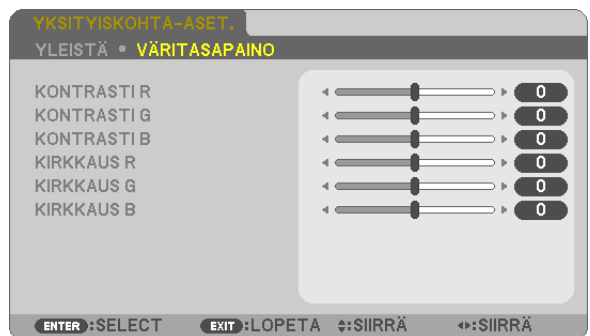 YKSITYISKOHTA-ASET.
YLEISTÄ • VÄRITASAPAINO
KONTRASTI R 0
KONTRASTI G 0
KONTRASTI B 0
KIRKKAUS R 0
KIRKKAUS G 0
KIRKKAUS B 0
ENTER :SELECT EXIT :LOPETA :SIIRRÄ :SIIRRÄ